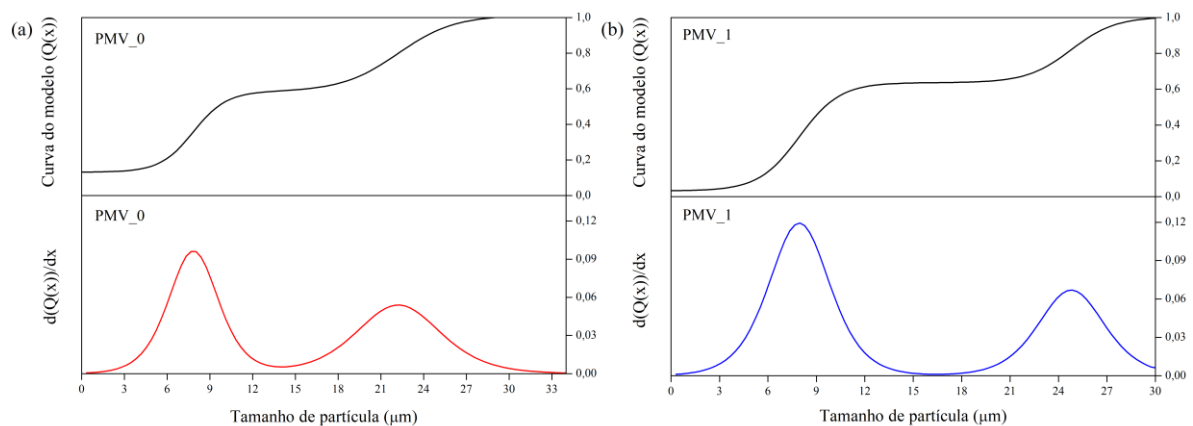 (a)
PMV_0
Curva do modelo (Q(x))
1,0
0,8
0,6
0,4
0,2
0,0
PMV_0
d(Q(x))/dx
0,12
0,09
0,06
0,03
0,00
0 3 6 9 12 15 18 21 24 27 30 33
Tamanho de partícula (μm)
(b)
PMV_1
Curva do modelo (Q(x))
1,0
0,8
0,6
0,4
0,2
0,0
PMV_1
d(Q(x))/dx
0,12
0,09
0,06
0,03
0,00
0 3 6 9 12 15 18 21 24 27 30
Tamanho de partícula (μm)